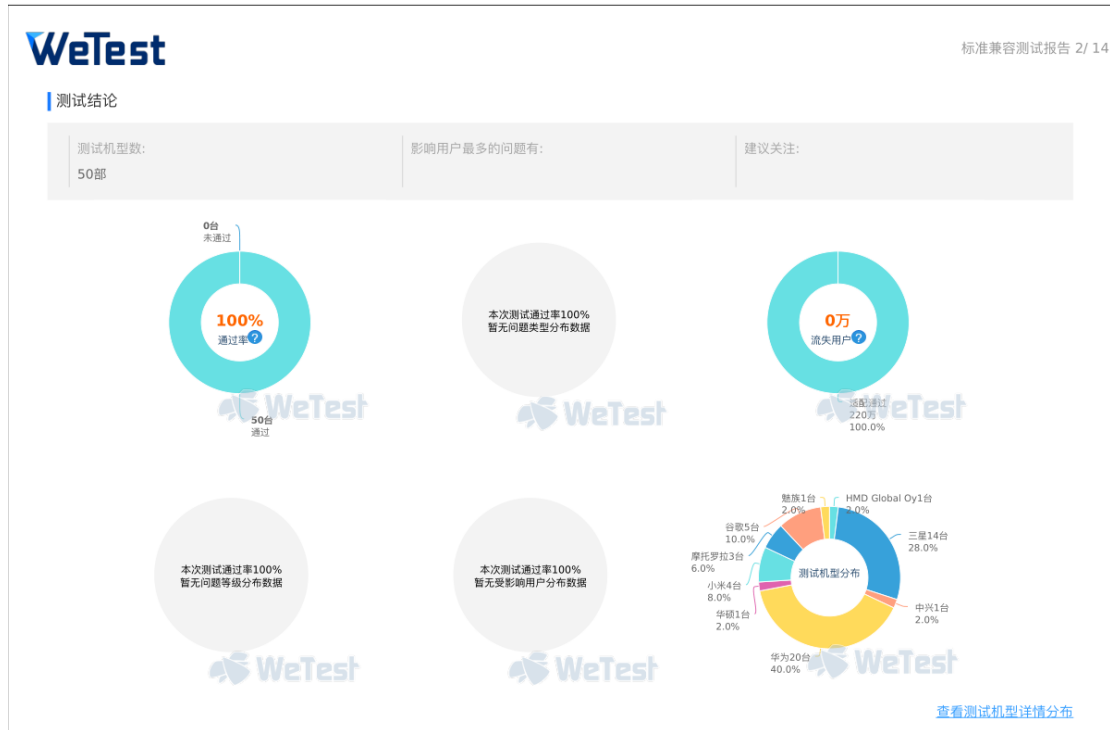 WeTest
标准兼容测试报告 2/ 14
测试结论
测试机型数:
50部
影响用户最多的问题有:
建议关注:
0台
未通过
100%
通过率?
50台
通过
WeTest
本次测试通过率100%
暂无问题类型分布数据
WeTest
0万
流失用户?
适配通过
220万
100.0%
WeTest
本次测试通过率100%
暂无问题等级分布数据
WeTest
本次测试通过率100%
暂无受影响用户分布数据
WeTest
魅族1台
2.0%
HMD Global Oy1台
2.0%
谷歌5台
10.0%
三星14台
28.0%
摩托罗拉3台
6.0%
测试机型分布
小米4台
8.0%
中兴1台
2.0%
华硕1台
2.0%
华为20台
40.0%
WeTest
查看测试机型详情分布